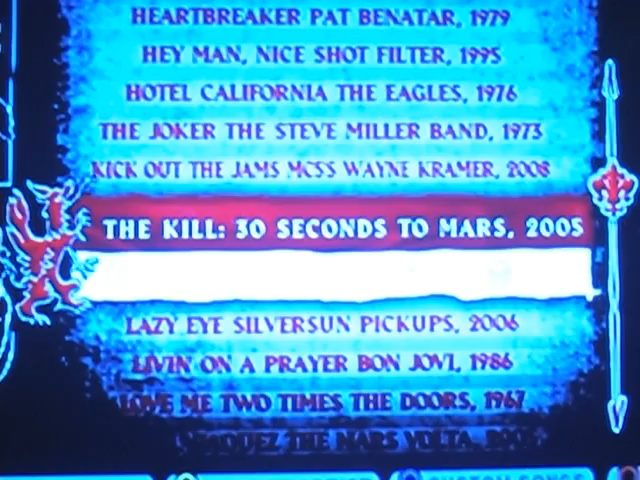 HEARTBREAKER PAT BENATAR, 1979
HEY MAN, NICE SHOT FILTER, 1995
HOTEL CALIFORNIA THE EAGLES, 1976
THE JOKER THE STEVE MILLER BAND, 1973
KICK OUT THE JAMS MC5'S WAYNE KRAMER, 2008
THE KILL: 30 SECONDS TO MARS, 2005
LAZY EYE SILVERSUN PICKUPS, 2006
LIVIN' ON A PRAYER BON JOVI, 1986
LOVE ME TWO TIMES THE DOORS, 1967
THE MARS VOLTA,
CUSTOM SONGS